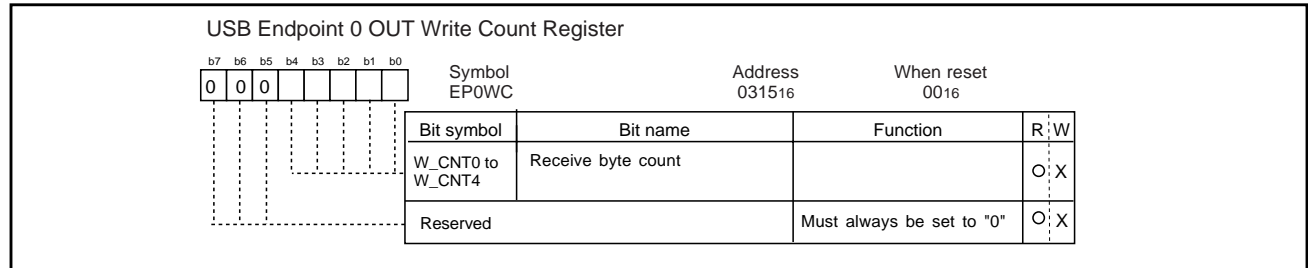 USB Endpoint 0 OUT Write Count Register
b7 b6 b5 b4 b3 b2 b1 b0
0 0 0
Symbol Address When reset
EP0WC 031516 0016
Bit symbol Bit name Function R W
W_CNT0 to Receive byte count
W_CNT4 O X
Reserved Must always be set to "0" O X